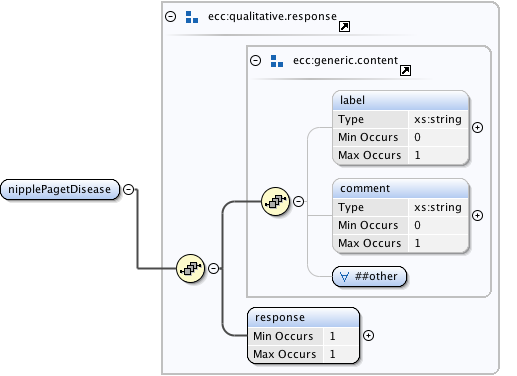 ecc:qualitative.response
ecc:generic.content
label
Type xs:string
Min Occurs 0
Max Occurs 1
nipplePagetDisease
comment
Type xs:string
Min Occurs 0
Max Occurs 1
∀ ##other
response
Min Occurs 1
Max Occurs 1